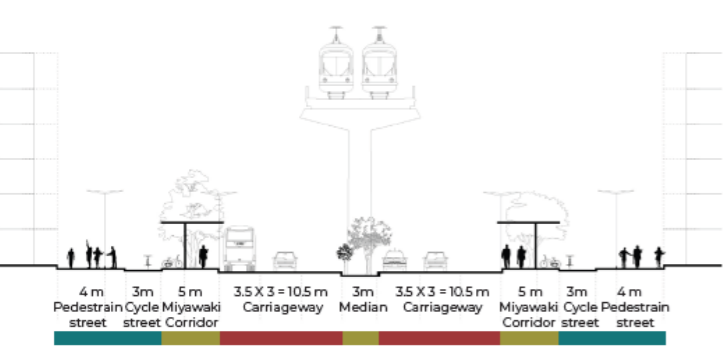 4 m
Pedestrain
street
3m
Cycle
street
5 m
Miyawaki
Corridor
3.5 X 3 = 10.5 m
Carriageway
3m
Median
3.5 X 3 = 10.5 m
Carriageway
5 m
Miyawaki
Corridor
3m
Cycle
street
4 m
Pedestrain
street